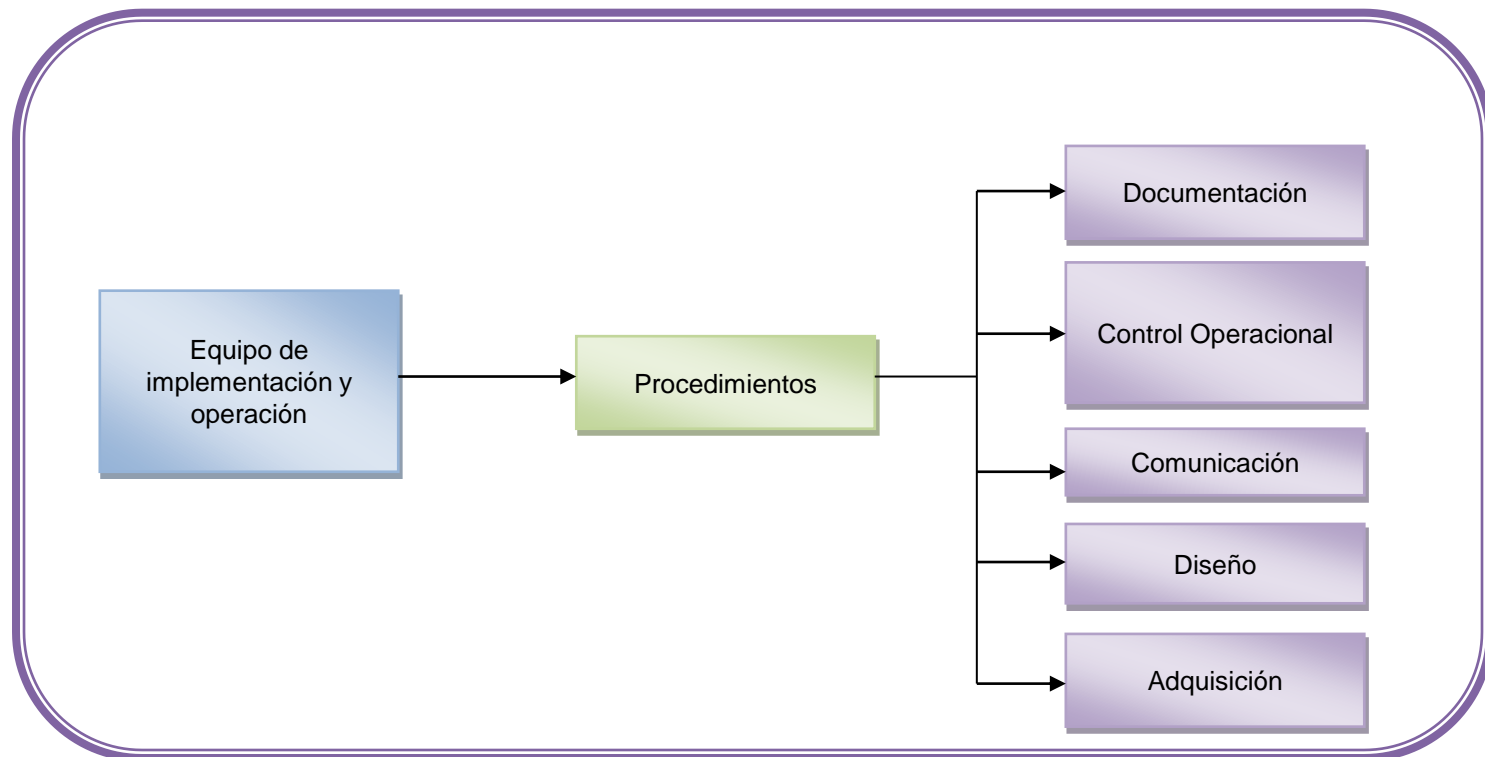 Equipo de
implementación y
operación
Procedimientos
Documentación
Control Operacional
Comunicación
Diseño
Adquisición